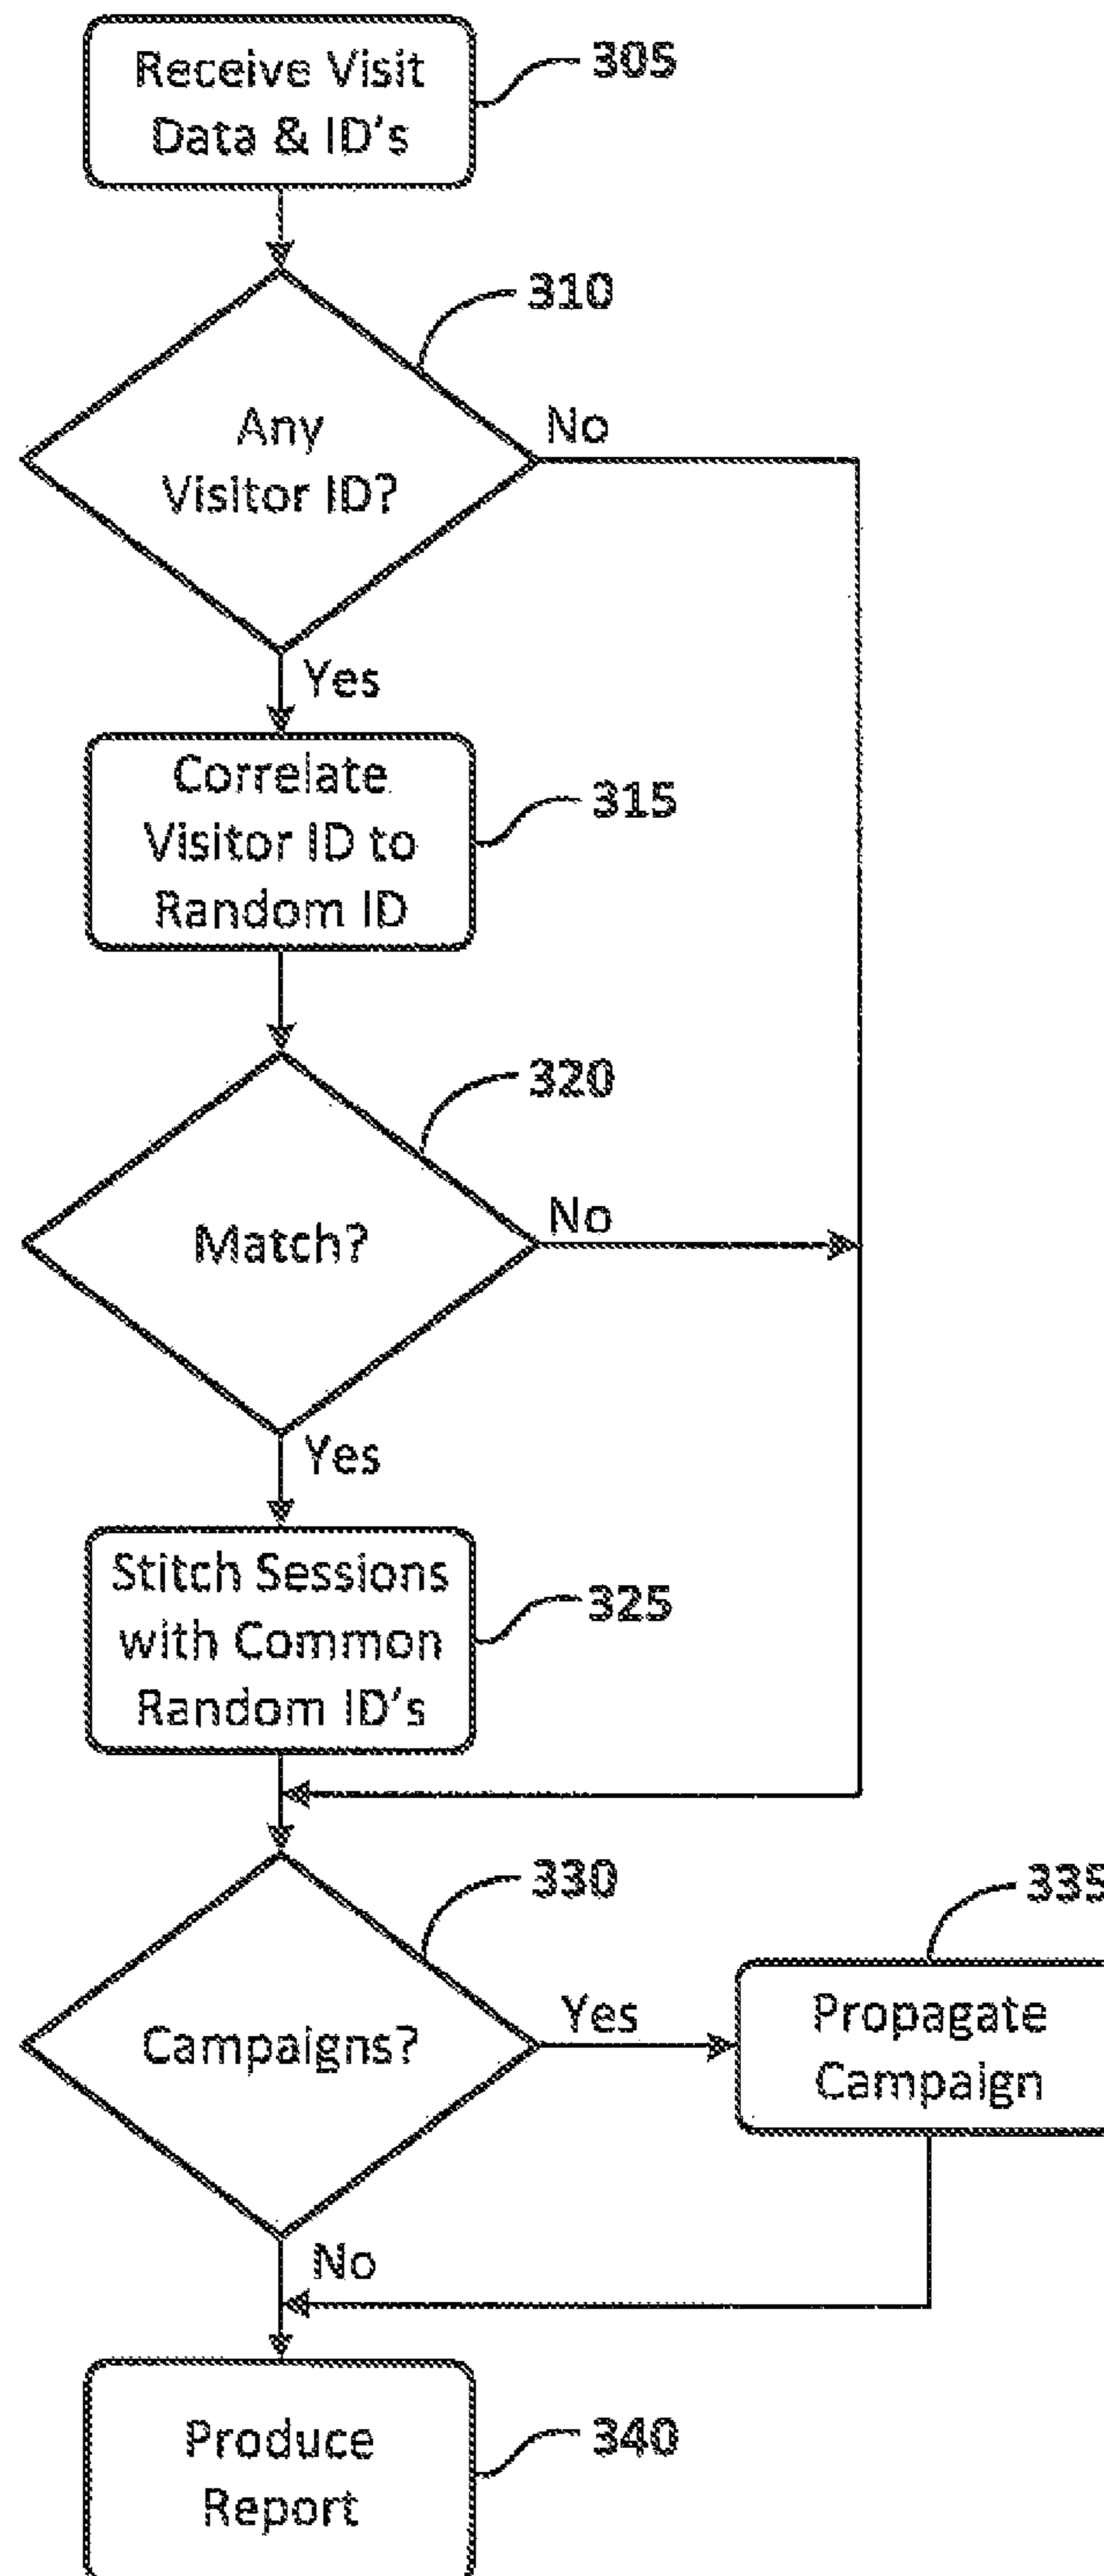 Receive Visit
Data & ID's
305
310
Any
Visitor ID?
No
Yes
Correlate
Visitor ID to
Random ID
315
320
Match?
No
Yes
Stitch Sessions
with Common
Random ID's
325
330
335
Campaigns?
Yes
Propagate
Campaign
No
Produce
Report
340